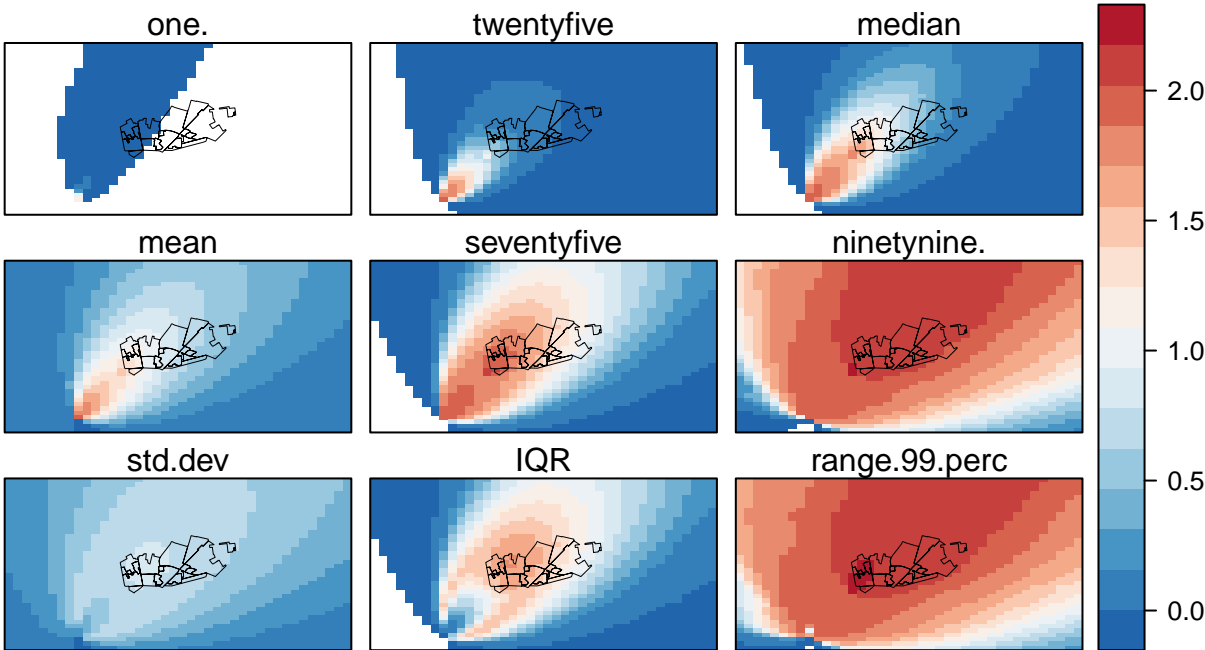 one.
twentyfive
median
mean
seventyfive
ninetynine.
std.dev
IQR
range.99.perc
2.0
1.5
1.0
0.5
0.0